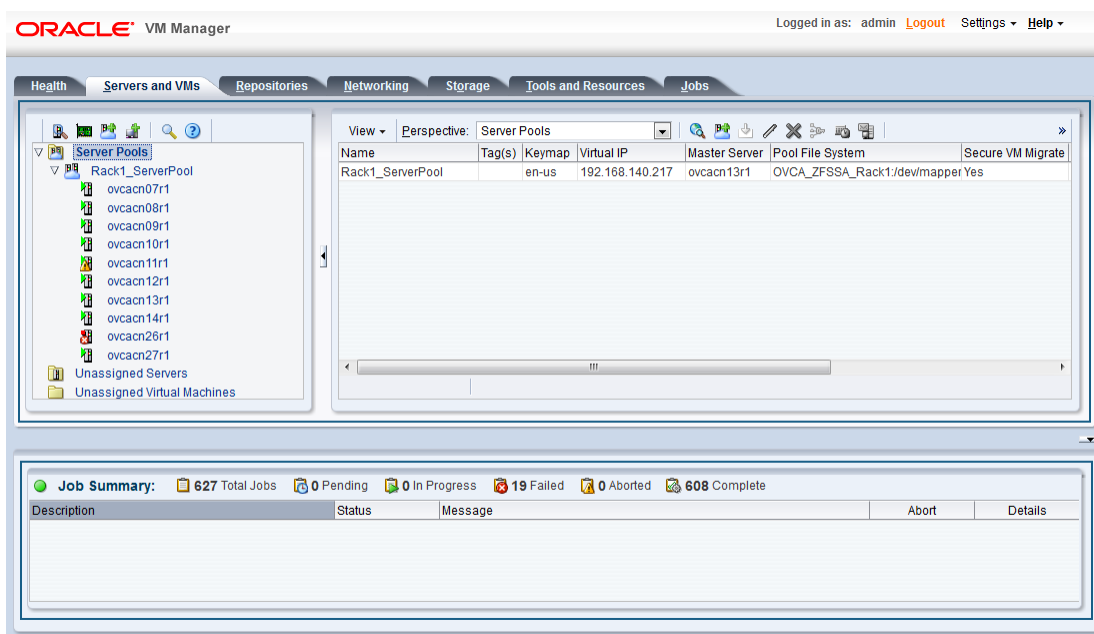 ORACLE VM Manager
Logged in as: admin Logout Settings Help
Health Servers and VMs Repositories Networking Storage Tools and Resources Jobs
View Perspective: Server Pools
Server Pools
Rack1_ServerPool
ovcacn07r1
ovcacn08r1
ovcacn09r1
ovcacn10r1
ovcacn11r1
ovcacn12r1
ovcacn13r1
ovcacn14r1
ovcacn26r1
ovcacn27r1
Unassigned Servers
Unassigned Virtual Machines
Name Tag(s) Keymap Virtual IP Master Server Pool File System Secure VM Migrate
Rack1_ServerPool en-us 192.168.140.217 ovcacn13r1 OVCA_ZFSSA_Rack1:/dev/mapper Yes
Job Summary: 627 Total Jobs 0 Pending 0 In Progress 19 Failed 0 Aborted 608 Complete
Description Status Message Abort Details